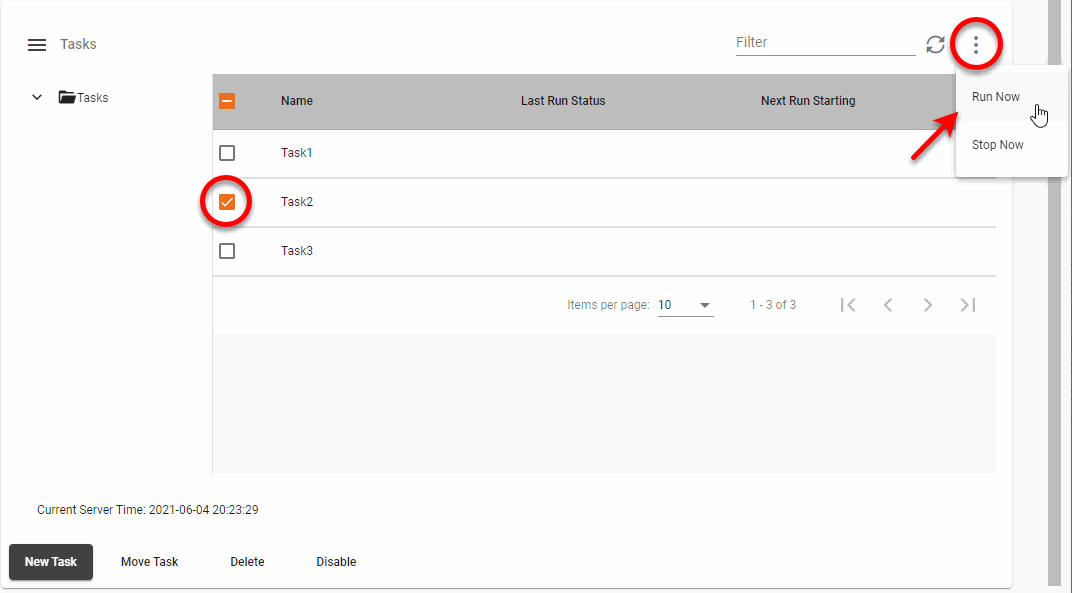 Tasks
Filter
Tasks
Name Last Run Status Next Run Starting
Run Now
Stop Now
Task1
Task2
Task3
Items per page: 10 1 - 3 of 3
Current Server Time: 2021-06-04 20:23:29
New Task Move Task Delete Disable